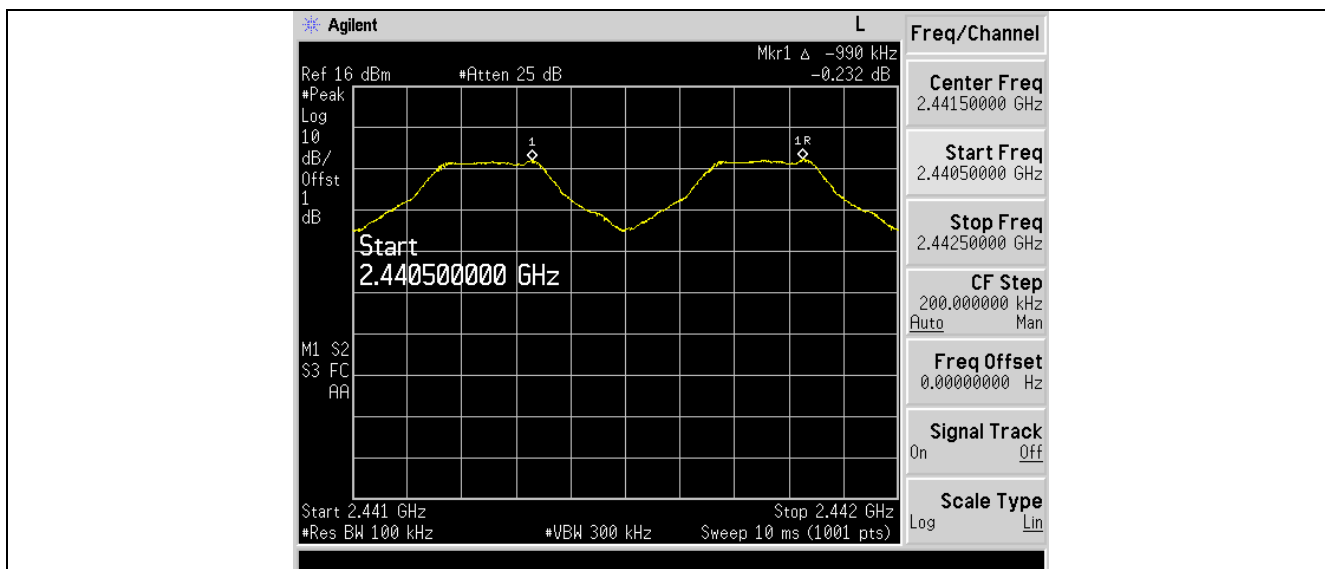 Agilent L
Mkr1 Δ -990 kHz
Ref 16 dBm #Atten 25 dB -0.232 dB
#Peak
Log
10
dB/
Offst
1
dB
1
1R
Start
2.440500000 GHz
M1 S2
S3 FC
AA
Start 2.441 GHz Stop 2.442 GHz
#Res BW 100 kHz #VBW 300 kHz Sweep 10 ms (1001 pts)
Freq/Channel
Center Freq
2.44150000 GHz
Start Freq
2.44050000 GHz
Stop Freq
2.44250000 GHz
CF Step
200.000000 kHz
Auto Man
Freq Offset
0.00000000 Hz
Signal Track
On Off
Scale Type
Log Lin